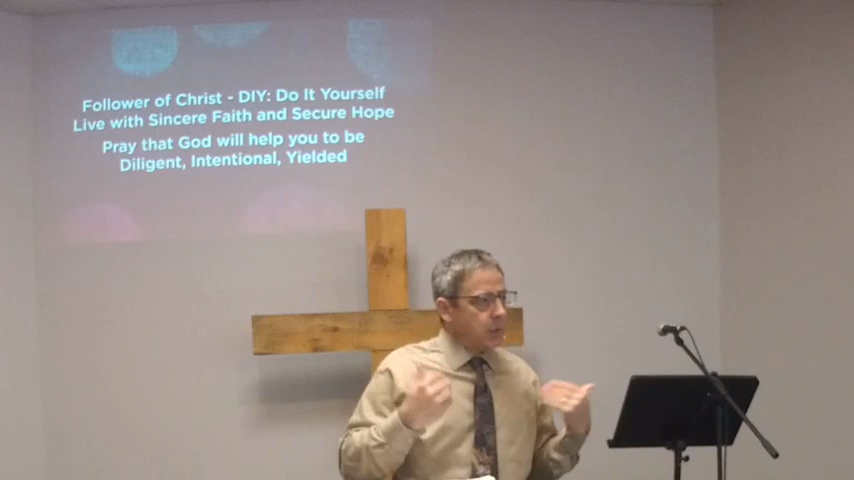 Follower of Christ - DIY: Do It Yourself
Live with Sincere Faith and Secure Hope
Pray that God will help you to be
Diligent, Intentional, Yielded